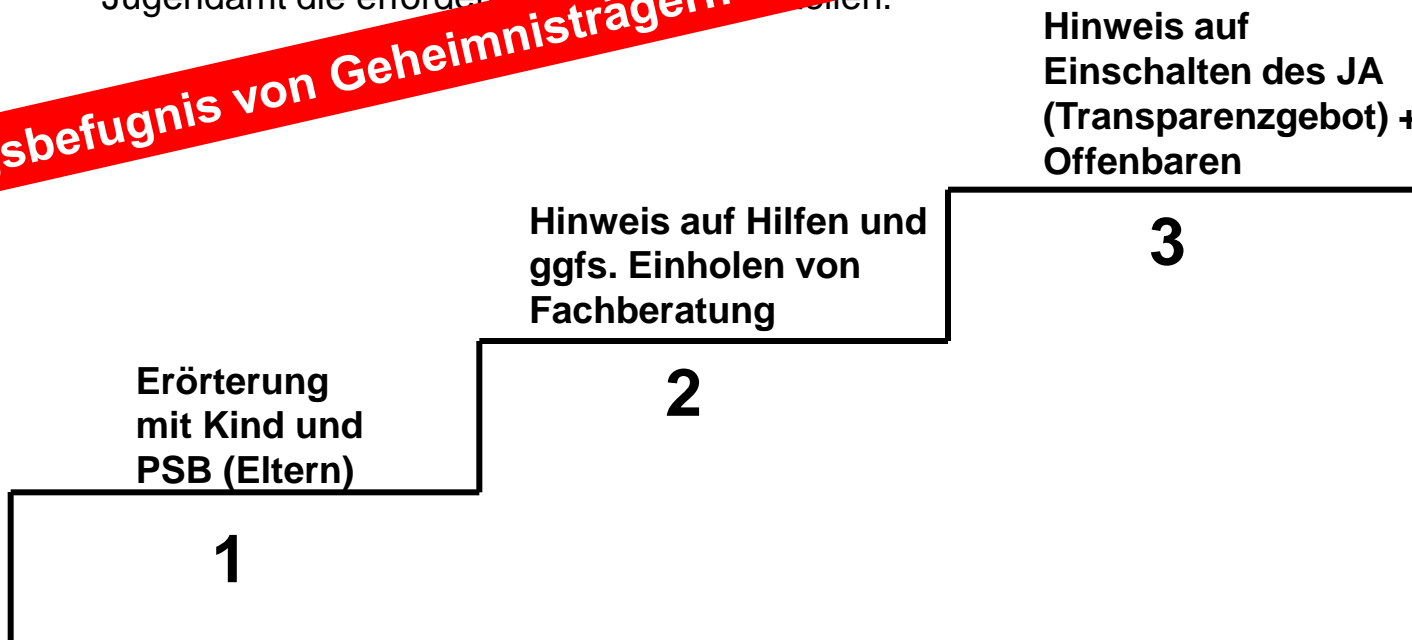 Jugendamt die
sbefugnis von Geheimnisträgern
Hinweis auf
Einschalten des JA
(Transparenzgebot) +
Offenbaren
3
Hinweis auf Hilfen und
ggfs. Einholen von
Fachberatung
2
Erörterung
mit Kind und
PSB (Eltern)
1